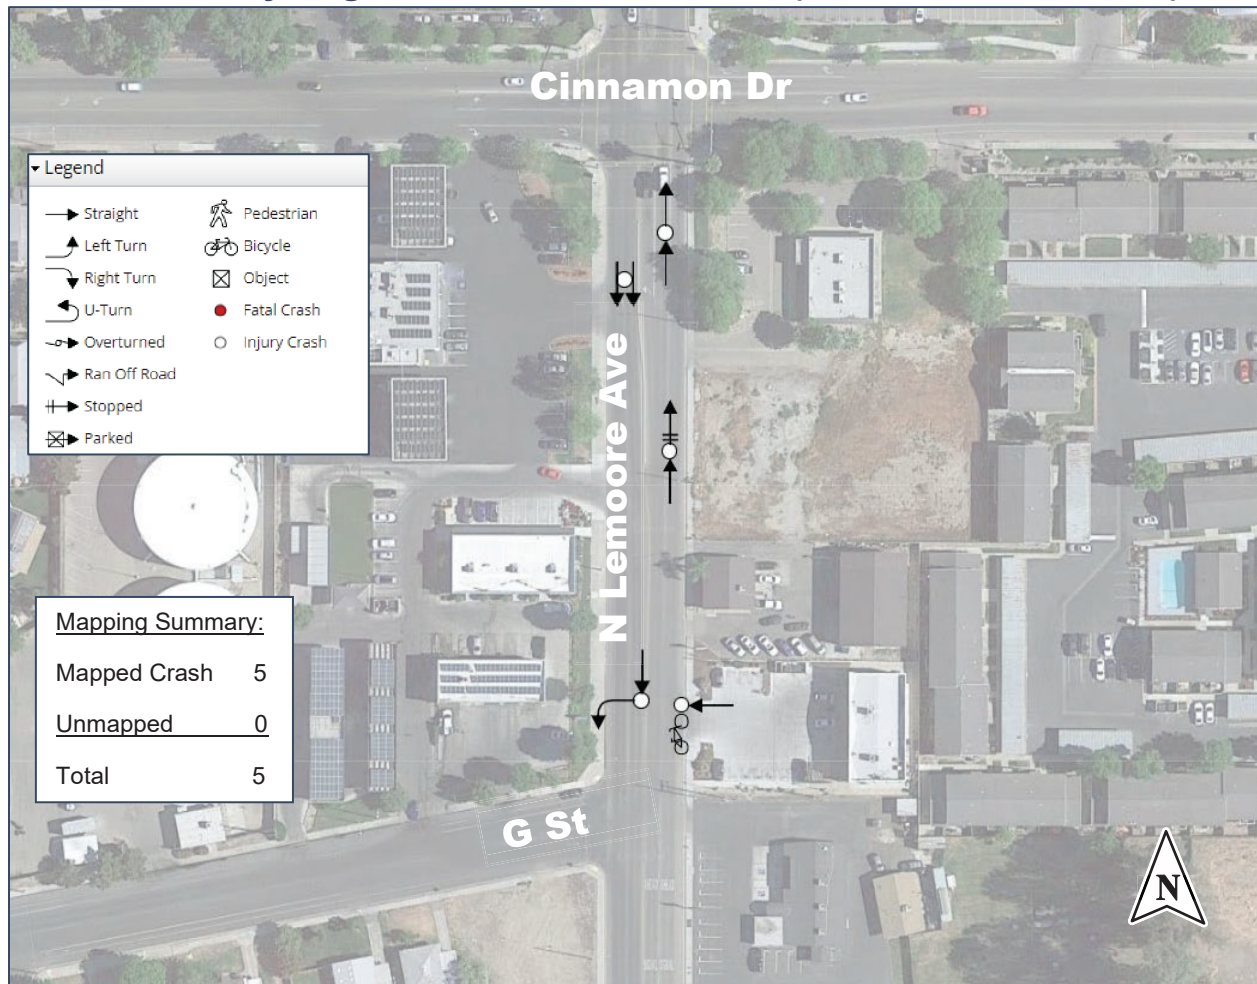 Cinnamon Dr
Legend
Straight
Left Turn
Right Turn
U-Turn
Overturned
Ran Off Road
Stopped
Parked
Pedestrian
Bicycle
Object
Fatal Crash
Injury Crash
N Lemoore Ave
Mapping Summary:
Mapped Crash 5
Unmapped 0
Total 5
G St
N